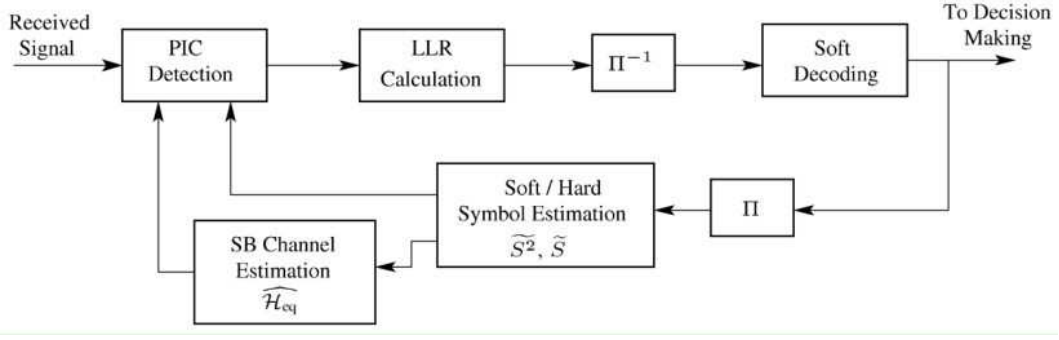 Received
Signal
PIC
Detection
LLR
Calculation
Π⁻¹
Soft
Decoding
To Decision
Making
Soft / Hard
Symbol Estimation
S̃², S̃
Π
SB Channel
Estimation
Ĥeq